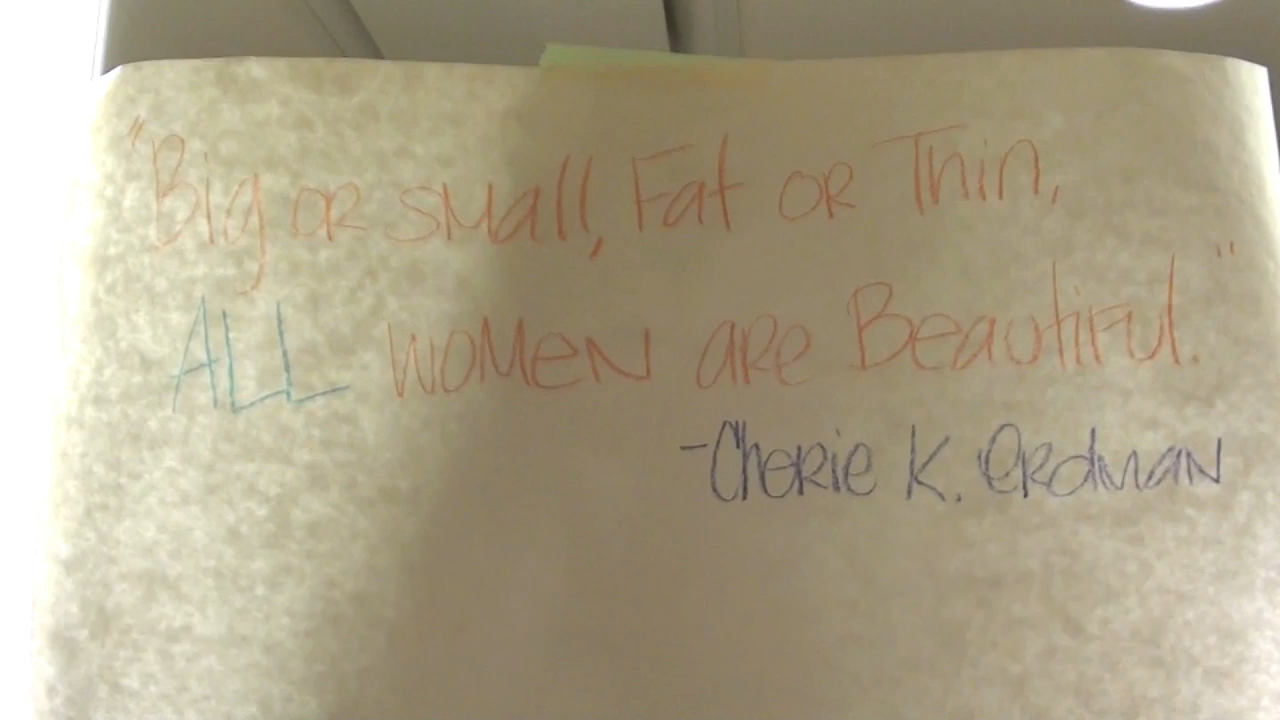 "Big or small, Fat or Thin,
ALL women are Beautiful."
-Cherie K. Erdman